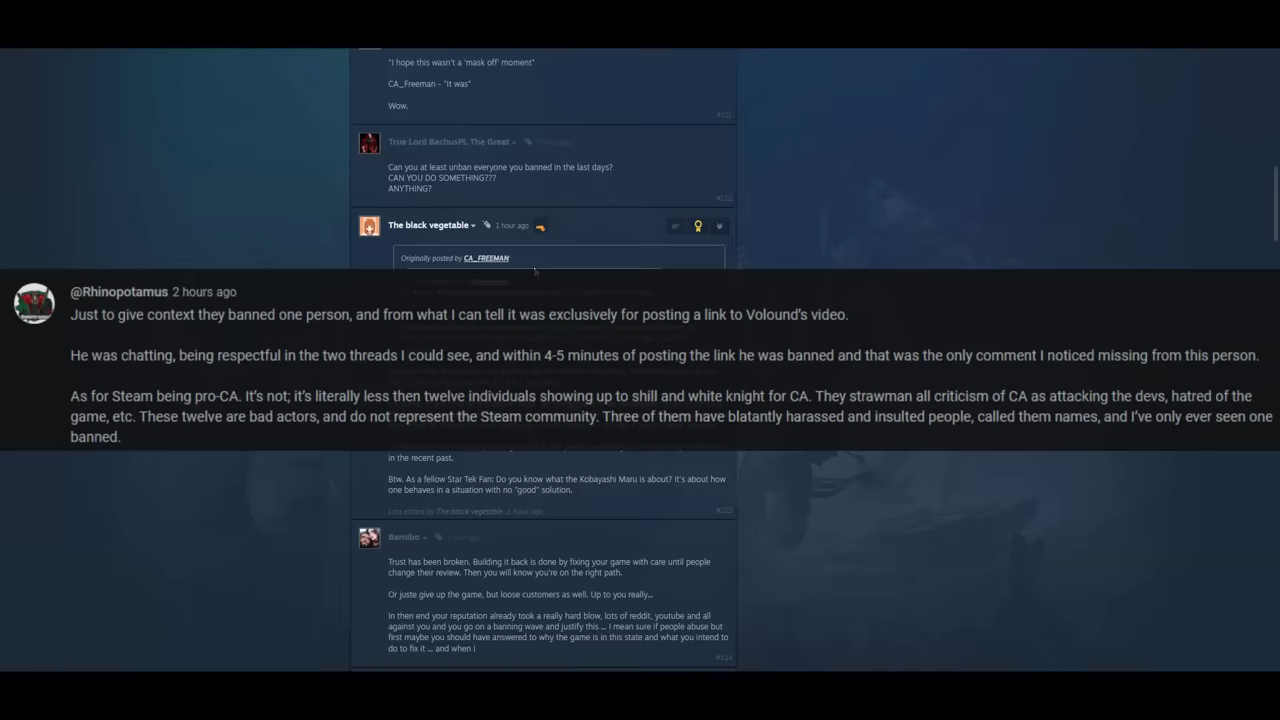 "I hope this wasn't a 'mask off' moment"
CA_Freeman - "It was"
Wow.
#121
True Lord BachusPL The Great
Can you at least unban everyone you banned in the last days?
CAN YOU DO SOMETHING???
ANYTHING?
#122
The black vegetable
1 hour ago
Originally posted by CA_FREEMAN:
@Rhinopotamus 2 hours ago
Just to give context they banned one person, and from what I can tell it was exclusively for posting a link to Volound's video.
He was chatting, being respectful in the two threads I could see, and within 4-5 minutes of posting the link he was banned and that was the only comment I noticed missing from this person.
As for Steam being pro-CA. It's not; it's literally less then twelve individuals showing up to shill and white knight for CA. They strawman all criticism of CA as attacking the devs, hatred of the
game, etc. These twelve are bad actors, and do not represent the Steam community. Three of them have blatantly harassed and insulted people, called them names, and I've only ever seen one
banned.
in the recent past.
Btw. As a fellow Star Tek Fan: Do you know what the Kobayashi Maru is about? It's about how
one behaves in a situation with no "good" solution.
Last edited by The black vegetable; 1 hour ago
#123
Barnibo
Trust has been broken. Building it back is done by fixing your game with care until people
change their review. Then you will know you're on the right path.
Or juste give up the game, but loose customers as well. Up to you really...
In then end your reputation already took a really hard blow, lots of reddit, youtube and all
against you and you go on a banning wave and justify this ... I mean sure if people abuse but
first maybe you should have answered to why the game is in this state and what you intend to
do to fix it ... and when I
#124